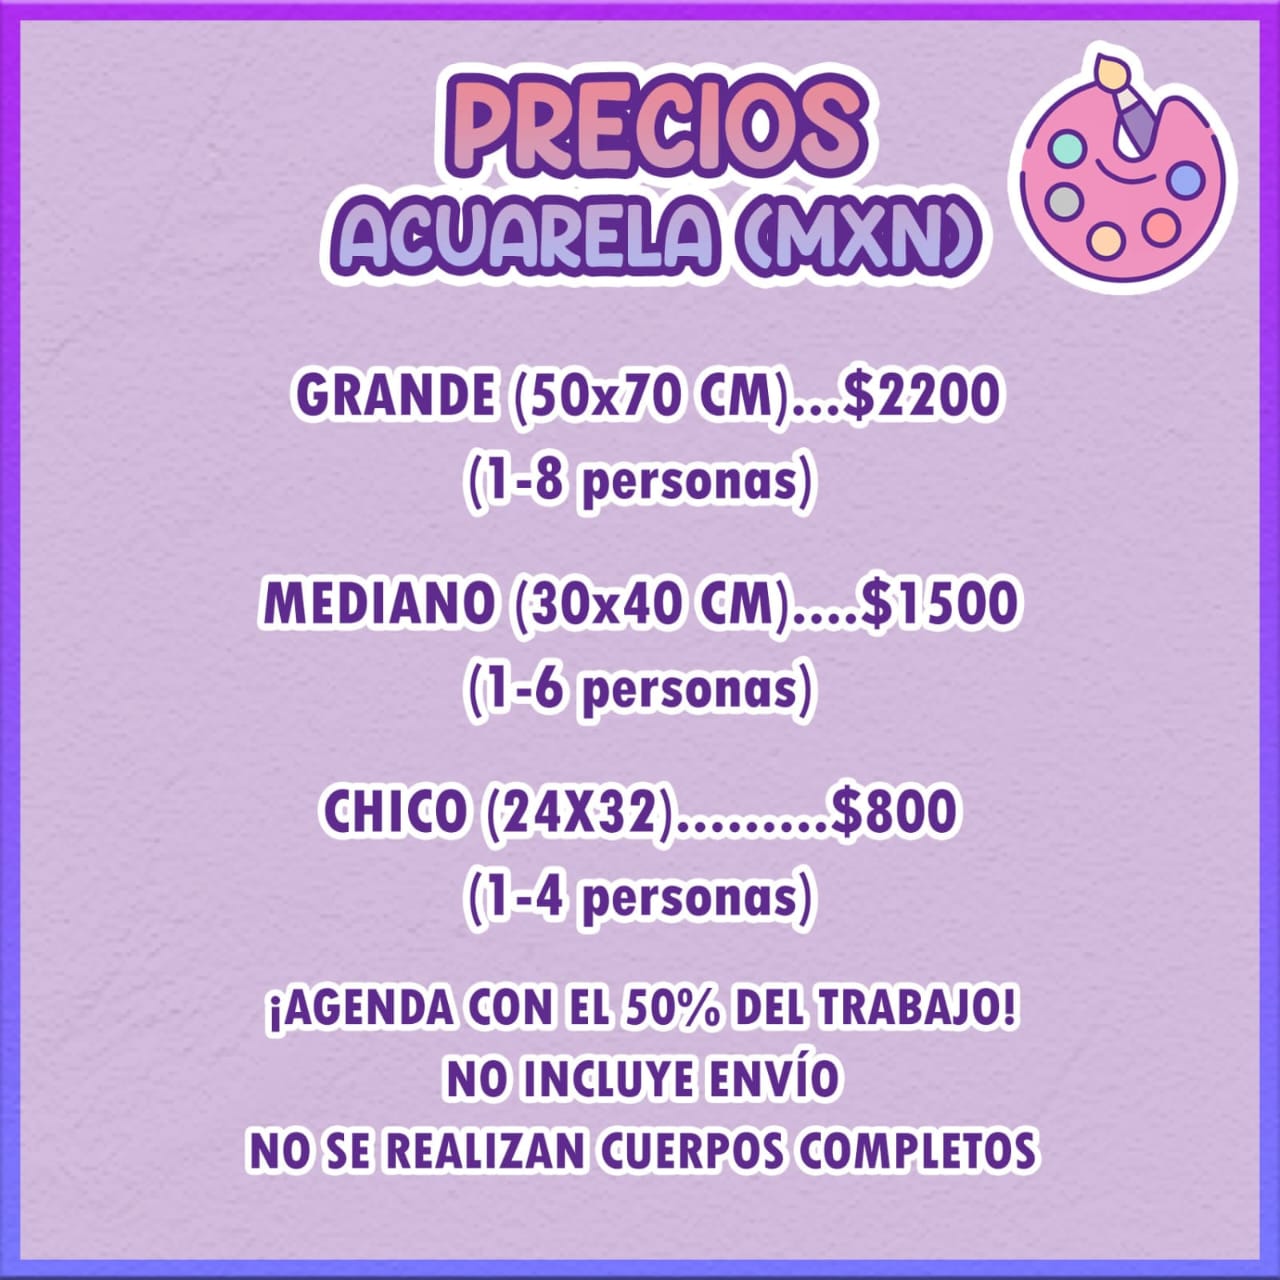 PRECIOS
ACUARELA (MXN)
GRANDE (50x70 CM)...$2200
(1-8 personas)
MEDIANO (30x40 CM)....$1500
(1-6 personas)
CHICO (24X32).........$800
(1-4 personas)
¡AGENDA CON EL 50% DEL TRABAJO!
NO INCLUYE ENVÍO
NO SE REALIZAN CUERPOS COMPLETOS